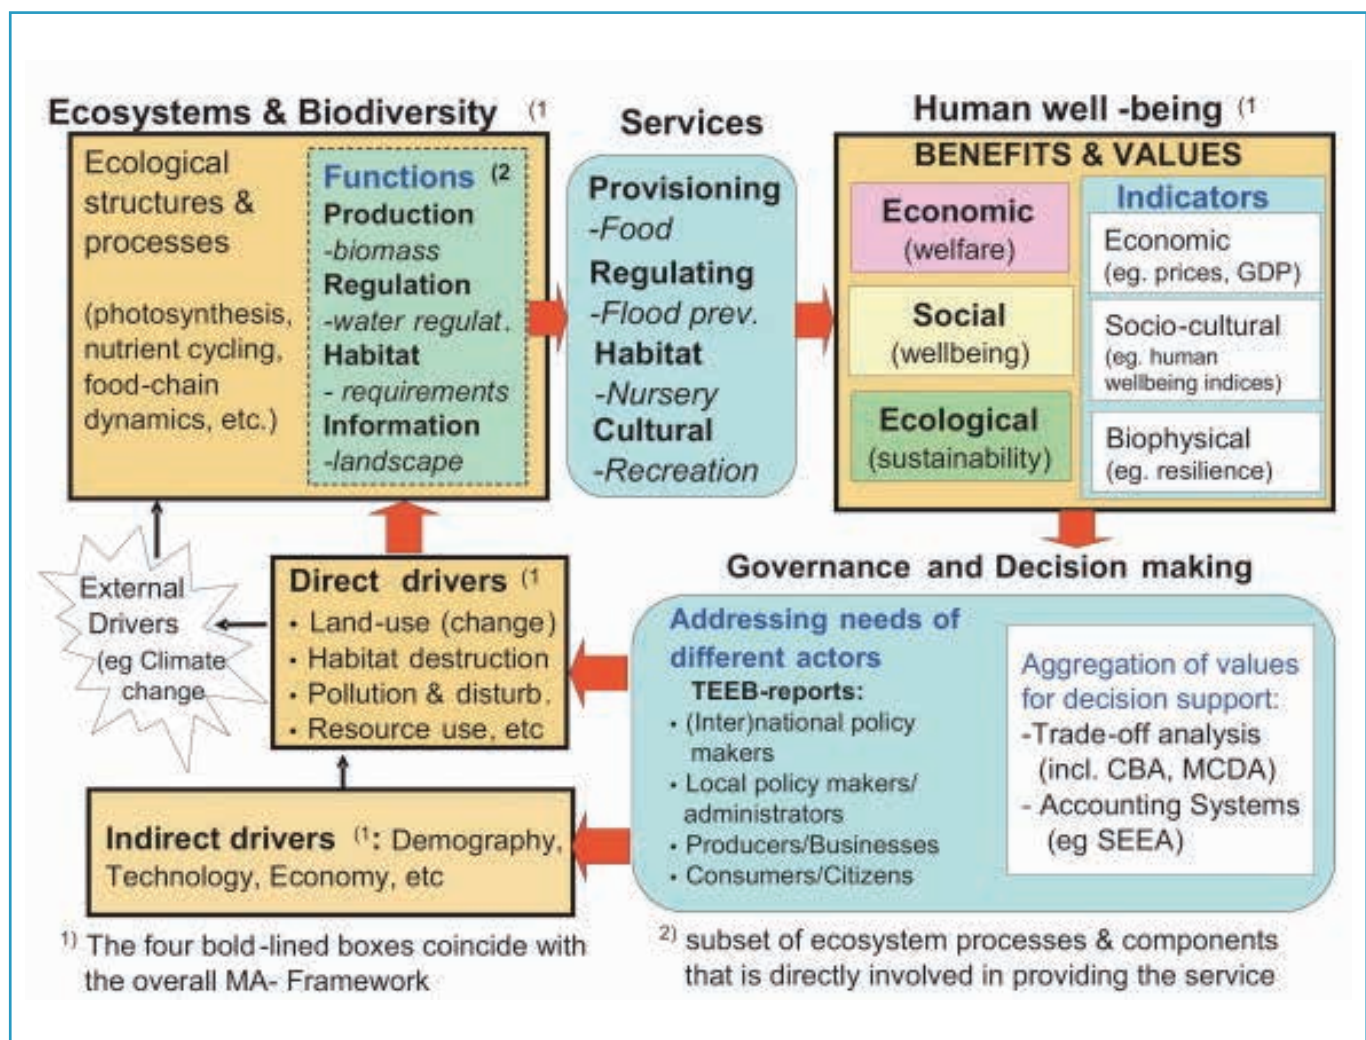 Ecosystems & Biodiversity (1
Ecological
structures &
processes
(photosynthesis,
nutrient cycling,
food-chain
dynamics, etc.)
Functions (2
Production
-biomass
Regulation
-water regulat.
Habitat
- requirements
Information
-landscape
Services
Provisioning
-Food
Regulating
-Flood prev.
Habitat
-Nursery
Cultural
-Recreation
Human well -being (1
BENEFITS & VALUES
Economic
(welfare)
Social
(wellbeing)
Ecological
(sustainability)
Indicators
Economic
(eg. prices, GDP)
Socio-cultural
(eg. human
wellbeing indices)
Biophysical
(eg. resilience)
External
Drivers
(eg Climate
change
Direct drivers (1
• Land-use (change)
• Habitat destruction
• Pollution & disturb.
• Resource use, etc
Indirect drivers (1: Demography,
Technology, Economy, etc
Governance and Decision making
Addressing needs of
different actors
TEEB-reports:
• (Inter)national policy
makers
• Local policy makers/
administrators
• Producers/Businesses
• Consumers/Citizens
Aggregation of values
for decision support:
-Trade-off analysis
(incl. CBA, MCDA)
- Accounting Systems
(eg SEEA)
1) The four bold-lined boxes coincide with
the overall MA- Framework
2) subset of ecosystem processes & components
that is directly involved in providing the service